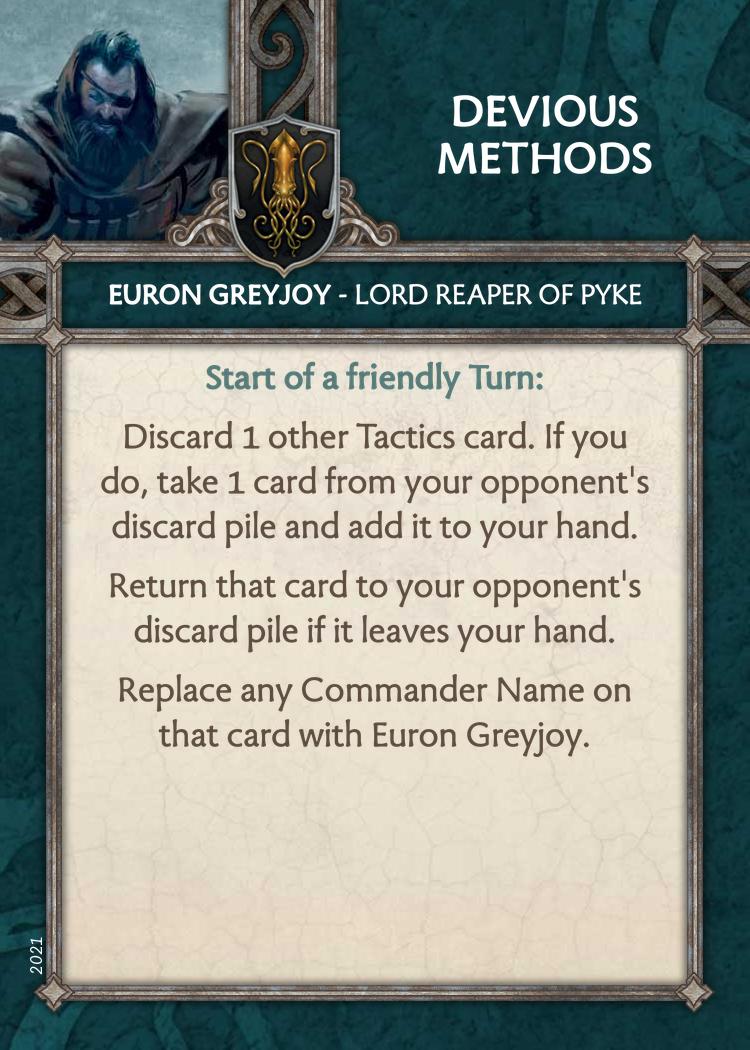 DEVIOUS
METHODS
EURON GREYJOY - LORD REAPER OF PYKE
Start of a friendly Turn:
Discard 1 other Tactics card. If you
do, take 1 card from your opponent's
discard pile and add it to your hand.
Return that card to your opponent's
discard pile if it leaves your hand.
Replace any Commander Name on
that card with Euron Greyjoy.
2021